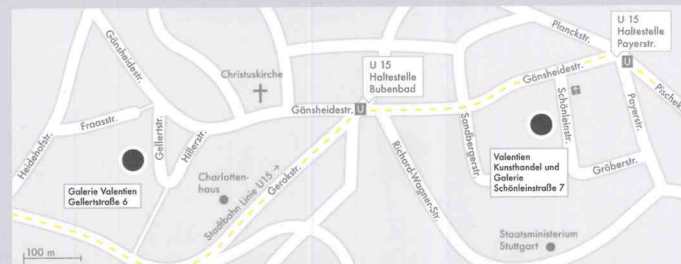 U 15
Haltestelle
Payerstr.
Planckstr.
Pischek
Gänsheidestr.
U 15
Haltestelle
Bubenbad
Christuskirche
Gänsheidestr.
U
U
Gänsheidestr.
Schönleinstr.
Payerstr.
Heidehofstr.
Fraasstr.
Gellertstr.
Hillerstr.
Sandbergerstr.
Gröberstr.
Galerie Valentien
Gellertstraße 6
Charlotten-
haus
Stadtbahn Linie U15 →
Gerokstr.
Richard-Wagner-Str.
Valentien
Kunsthandel und
Galerie
Schönleinstraße 7
Staatsministerium
Stuttgart
100 m